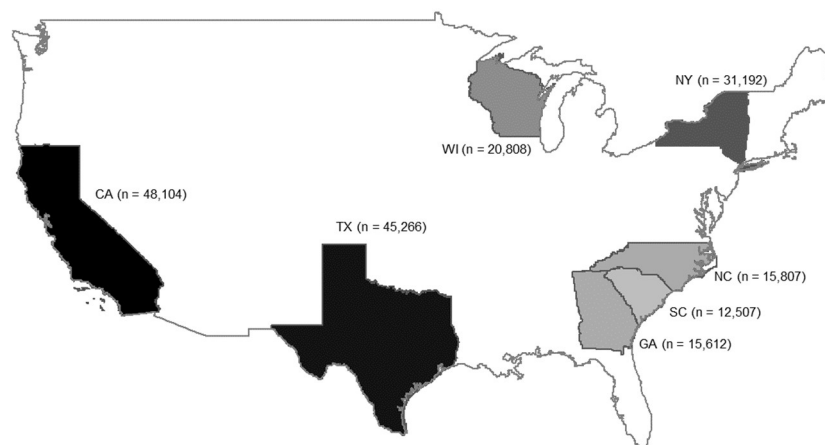 NY (n = 31,192)
WI (n = 20,808)
CA (n = 48,104)
TX (n = 45,266)
NC (n = 15,807)
SC (n = 12,507)
GA (n = 15,612)